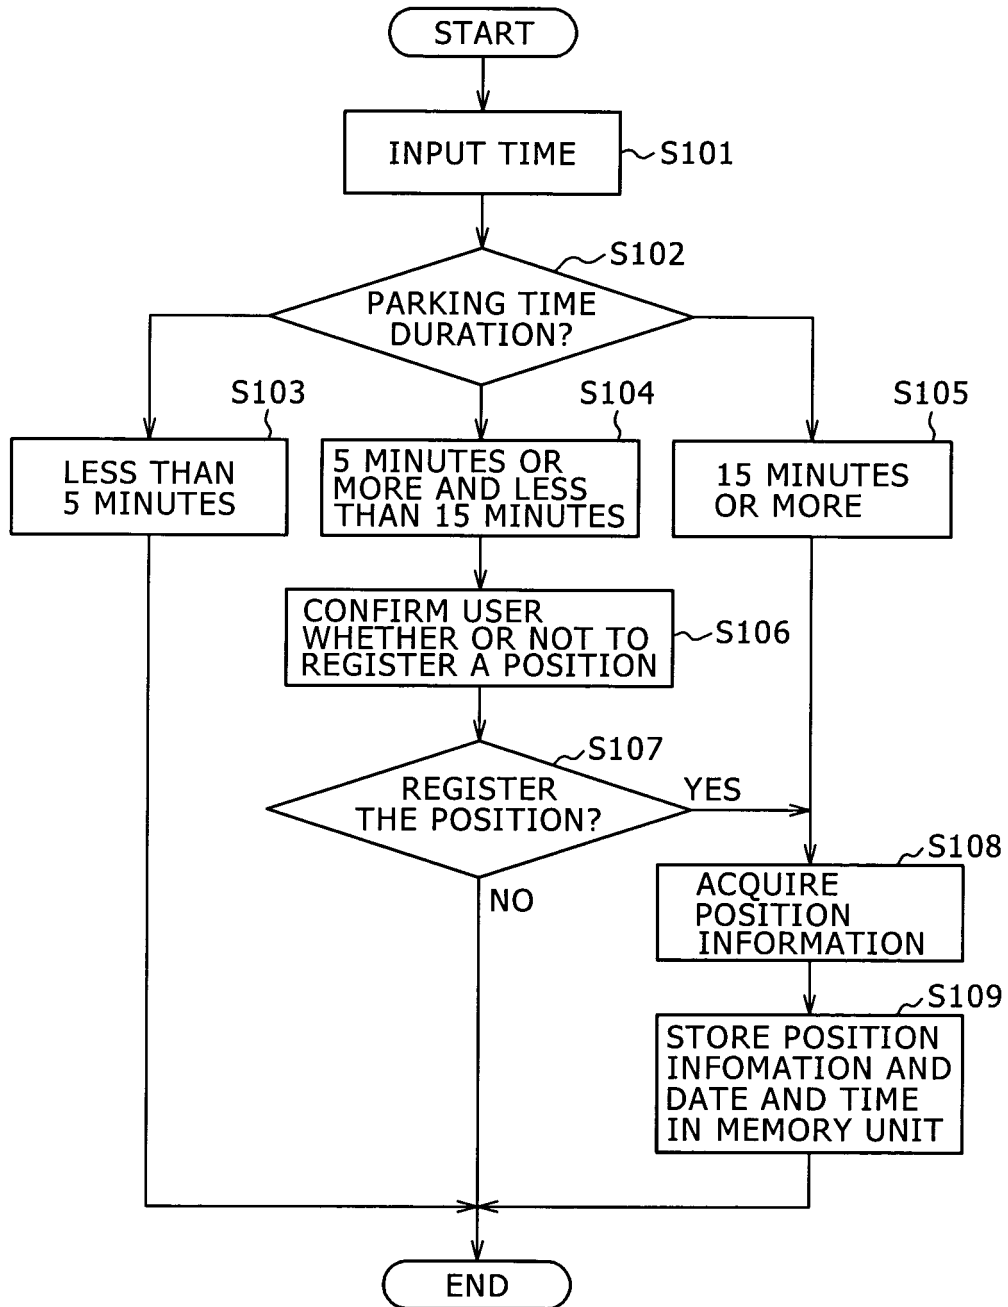 START
INPUT TIME
S101
S102
PARKING TIME
DURATION?
S103
LESS THAN
5 MINUTES
S104
5 MINUTES OR
MORE AND LESS
THAN 15 MINUTES
S105
15 MINUTES
OR MORE
CONFIRM USER
WHETHER OR NOT TO
REGISTER A POSITION
S106
S107
REGISTER
THE POSITION?
YES
NO
S108
ACQUIRE
POSITION
INFORMATION
S109
STORE POSITION
INFOMATION AND
DATE AND TIME
IN MEMORY UNIT
END